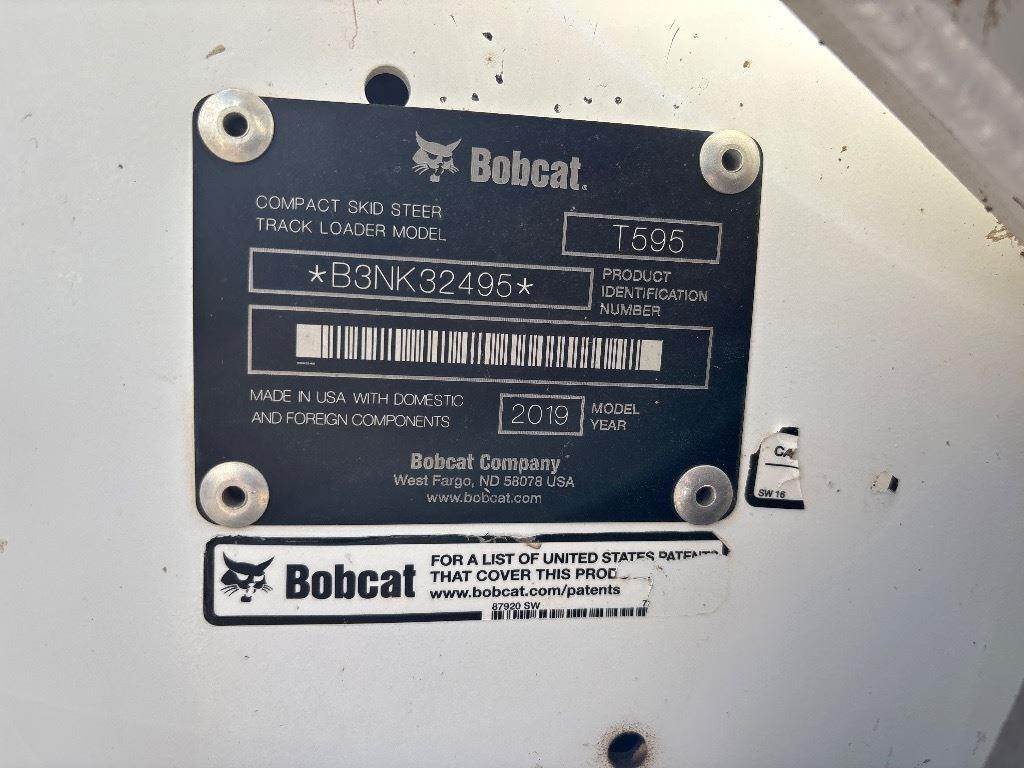 Bobcat.
COMPACT SKID STEER
TRACK LOADER MODEL
T595
*B3NK32495*
PRODUCT
IDENTIFICATION
NUMBER
MADE IN USA WITH DOMESTIC
AND FOREIGN COMPONENTS
2019
MODEL
YEAR
Bobcat Company
West Fargo, ND 58078 USA
www.bobcat.com
CA
SW 16
Bobcat
FOR A LIST OF UNITED STATES PATENTS
THAT COVER THIS PROD
www.bobcat.com/patents
87920 SW